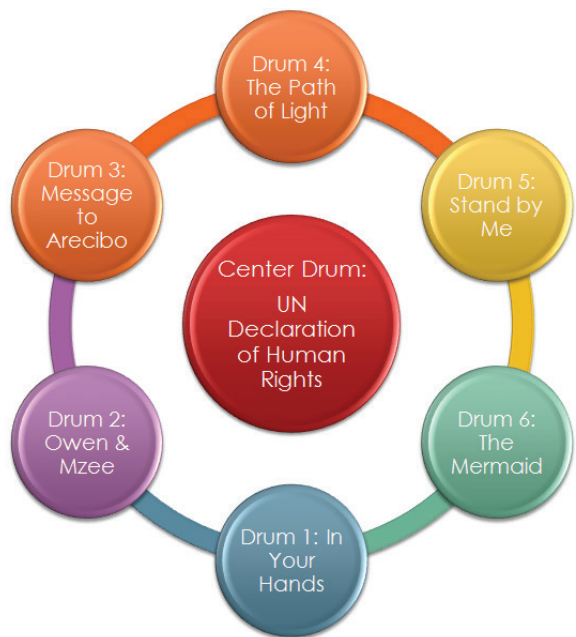 Drum 4:
The Path
of Light
Drum 3:
Message
to
Arecibo
Drum 5:
Stand by
Me
Center Drum:
UN
Declaration
of Human
Rights
Drum 2:
Owen &
Mzee
Drum 6:
The
Mermaid
Drum 1: In
Your
Hands